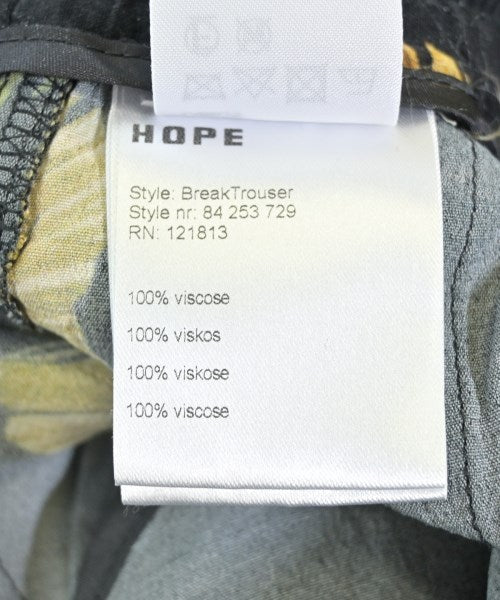 HOPE
Style: BreakTrouser
Style nr: 84 253 729
RN: 121813
100% viscose
100% viskos
100% viskose
100% viscose